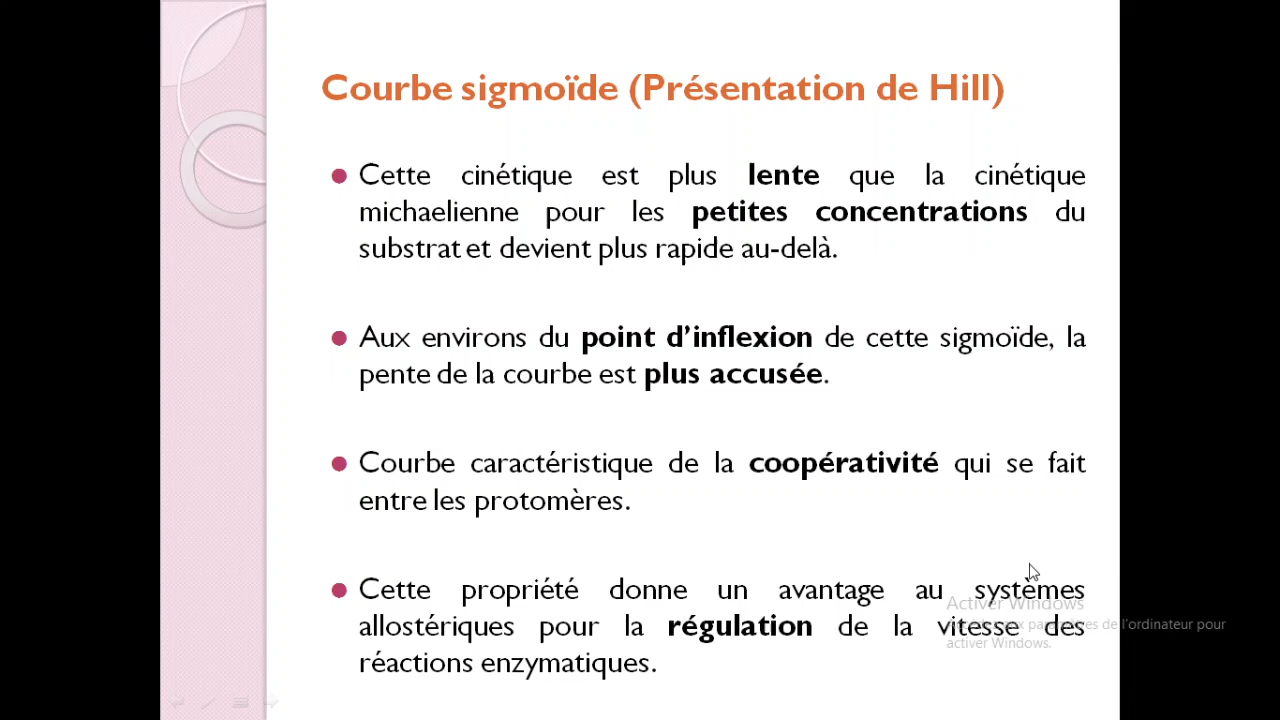 Courbe sigmoïde (Présentation de Hill)
Cette cinétique est plus lente que la cinétique
michaelienne pour les petites concentrations du
substrat et devient plus rapide au-delà.
Aux environs du point d’inflexion de cette sigmoïde, la
pente de la courbe est plus accusée.
Courbe caractéristique de la coopérativité qui se fait
entre les protomères.
Cette propriété donne un avantage au systèmes
allostériques pour la régulation de la vitesse des
réactions enzymatiques.
Activer Windows
aux paramètres de l'ordinateur pour
activer Windows.